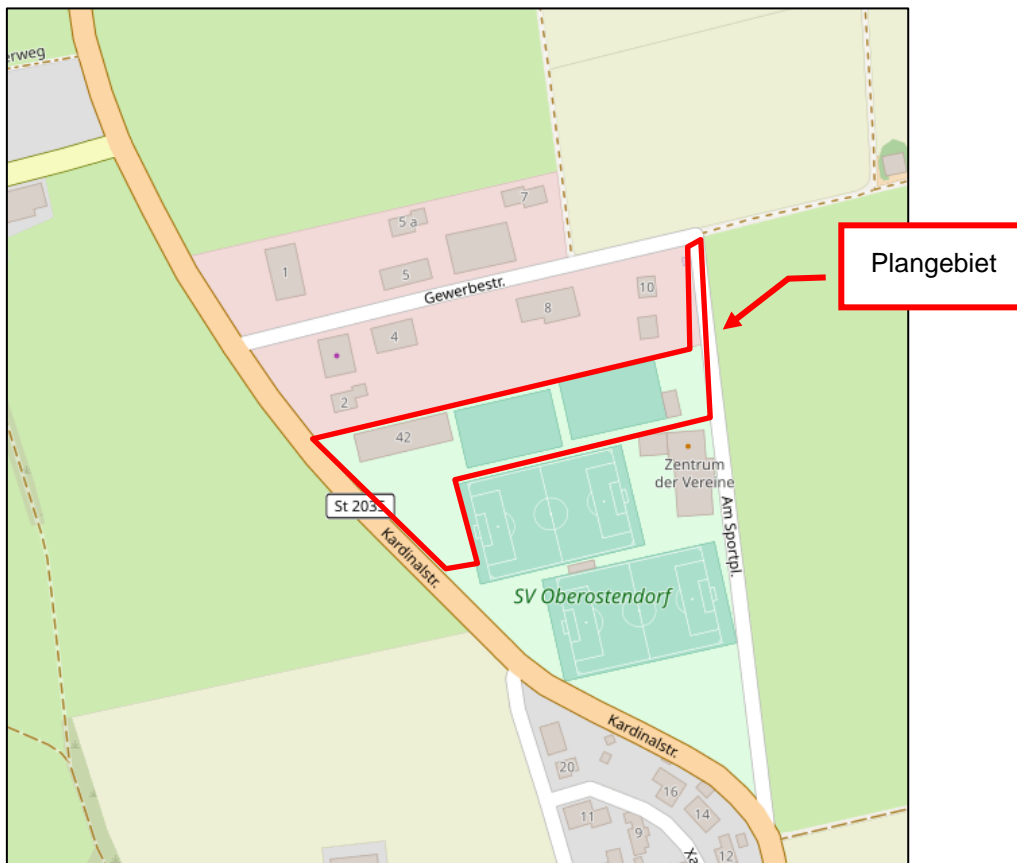 erweg
7
5 a
1
5
Gewerbestr.
10
8
4
2
42
Plangebiet
Zentrum
der Vereine
St 2035
Kardinalstr.
Am Sportpl.
SV Oberostendorf
Kardinalstr.
20
16
11
14
9
12
Xa